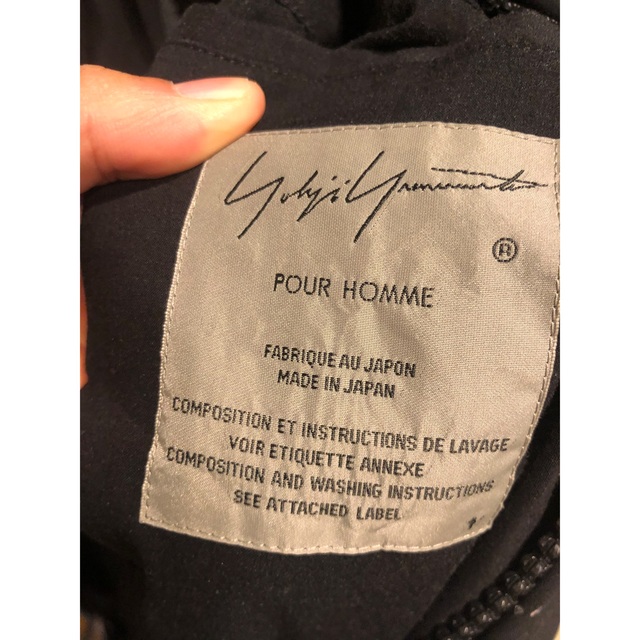 Yohji Yamamoto
®
POUR HOMME
FABRIQUE AU JAPON
MADE IN JAPAN
COMPOSITION ET INSTRUCTIONS DE LAVAGE
VOIR ETIQUETTE ANNEXE
COMPOSITION AND WASHING INSTRUCTIONS
SEE ATTACHED LABEL